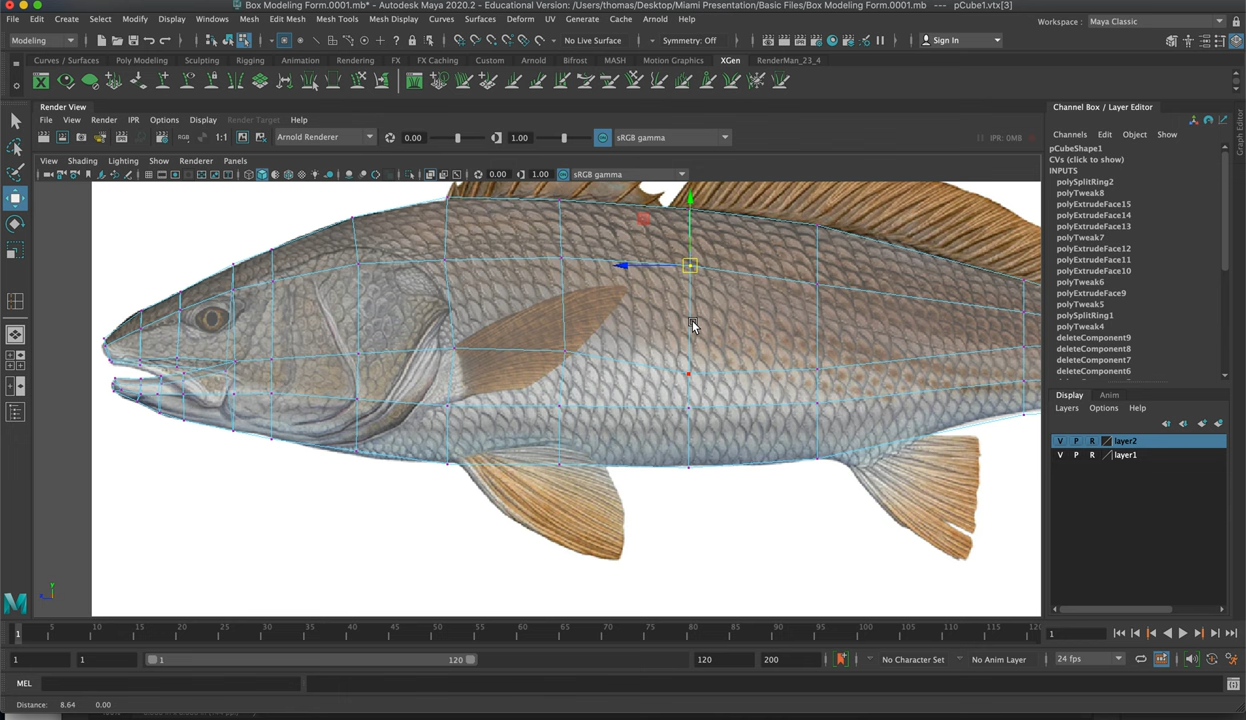 Box Modeling Form.0001.mb* - Autodesk Maya 2020.2 - Educational Version: /Users/thomas/Desktop/Miami Presentation/Basic Files/Box Modeling Form.0001.mb --- pCube1.vtx[3]
File Edit Create Select Modify Display Windows Mesh Edit Mesh Mesh Tools Mesh Display Curves Surfaces Deform UV Generate Cache Arnold Help
Workspace : Maya Classic
Modeling No Live Surface Symmetry: Off Sign In
Curves / Surfaces Poly Modeling Sculpting Rigging Animation Rendering FX FX Caching Custom Arnold Bifrost MASH Motion Graphics XGen RenderMan_23_4
Render View
File View Render IPR Options Display Render Target Help
1:1 Arnold Renderer 0.00 1.00 sRGB gamma IPR: 0MB
View Shading Lighting Show Renderer Panels
0.00 1.00 sRGB gamma
Channel Box / Layer Editor
Channels Edit Object Show
pCubeShape1
CVs (click to show)
INPUTS
polySplitRing2
polyTweak8
polyExtrudeFace15
polyExtrudeFace14
polyTweak7
polyExtrudeFace12
polyExtrudeFace11
polyExtrudeFace10
polyTweak6
polyExtrudeFace9
polyTweak5
polySplitRing1
polyTweak4
deleteComponent9
deleteComponent8
deleteComponent7
deleteComponent6
Channel Box / Layer Editor
Graph Editor
Display Anim
Layers Options Help
V P R layer2
V P R layer1
1 5 10 15 20 25 30 35 40 45 50 55 60 65 70 75 80 85 90 95 100 105 110 115 12
1
1 1 1 120 120 200 No Character Set No Anim Layer 24 fps
MEL
Distance: 8.64 0.00